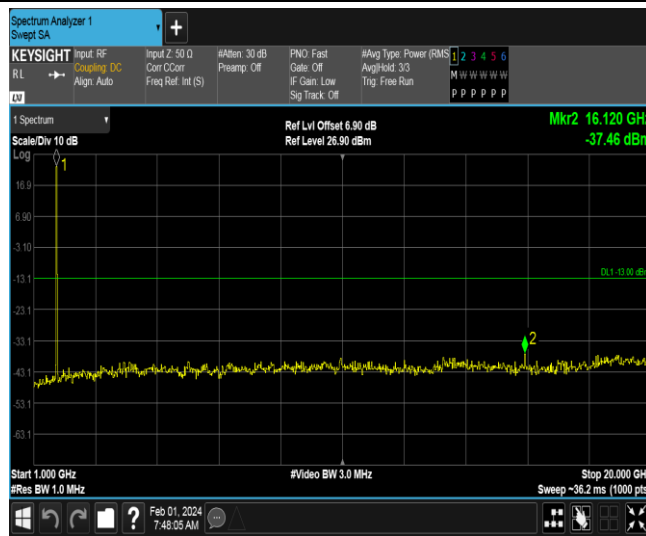 Spectrum Analyzer 1
Swept SA
+
KEYSIGHT Input: RF Input Z: 50 Ω #Atten: 30 dB PNO: Fast #Avg Type: Power (RMS 1 2 3 4 5 6
RL Coupling: DC Corr CCorr Preamp: Off Gate: Off Avg|Hold: 3/3 M W W W W W
Align: Auto Freq Ref: Int (S) IF Gain: Low Trig: Free Run
LXI Sig Track: Off P P P P P P
1 Spectrum
Ref Lvl Offset 6.90 dB Mkr2 16.120 GHz
Scale/Div 10 dB Ref Level 26.90 dBm -37.46 dBm
Log
1
16.9
6.90
-3.10
DL1 -13.00 dBm
-13.1
-23.1
-33.1
2
-43.1
-53.1
-63.1
Start 1.000 GHz #Video BW 3.0 MHz Stop 20.000 GHz
#Res BW 1.0 MHz Sweep ~36.2 ms (1000 pts
? Feb 01, 2024
7:48:05 AM